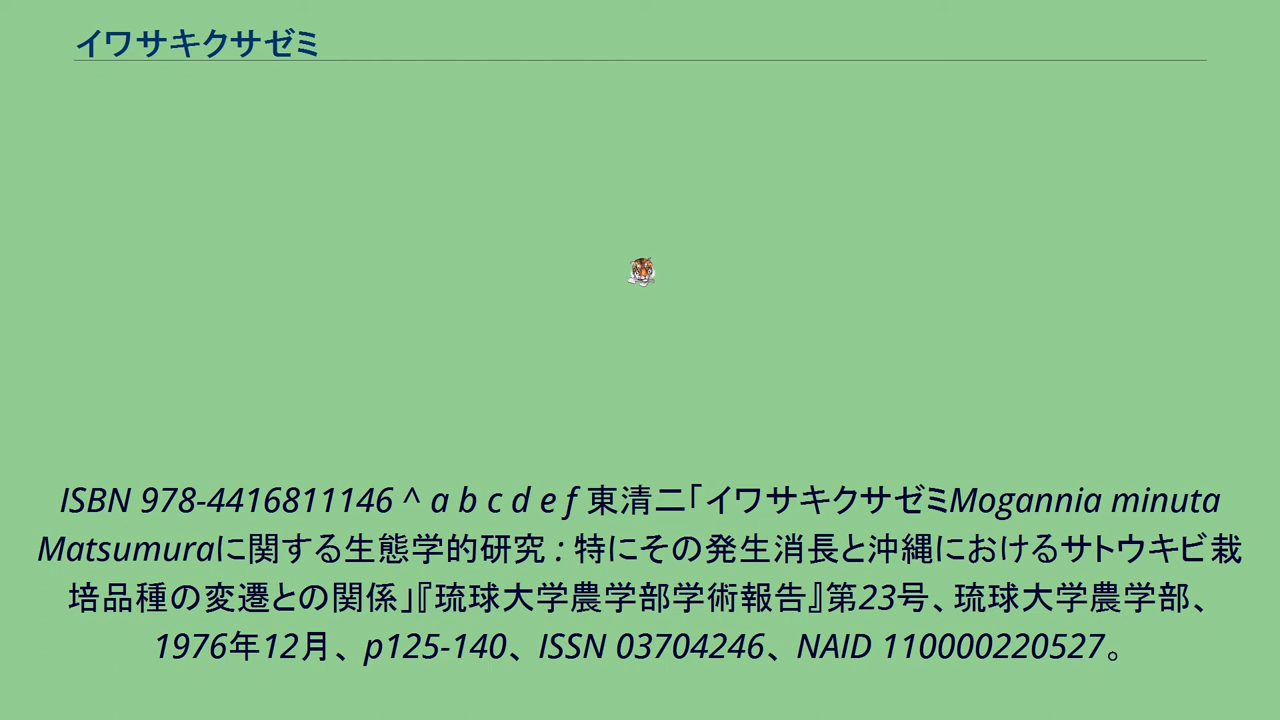 イワサキクサゼミ
ISBN 978-4416811146 ^ a b c d e f 東清二「イワサキクサゼミMogannia minuta
Matsumuraに関する生態学的研究 : 特にその発生消長と沖縄におけるサトウキビ栽
培品種の変遷との関係」『琉球大学農学部学術報告』第23号、琉球大学農学部、
1976年12月、p125-140、ISSN 03704246、NAID 110000220527。